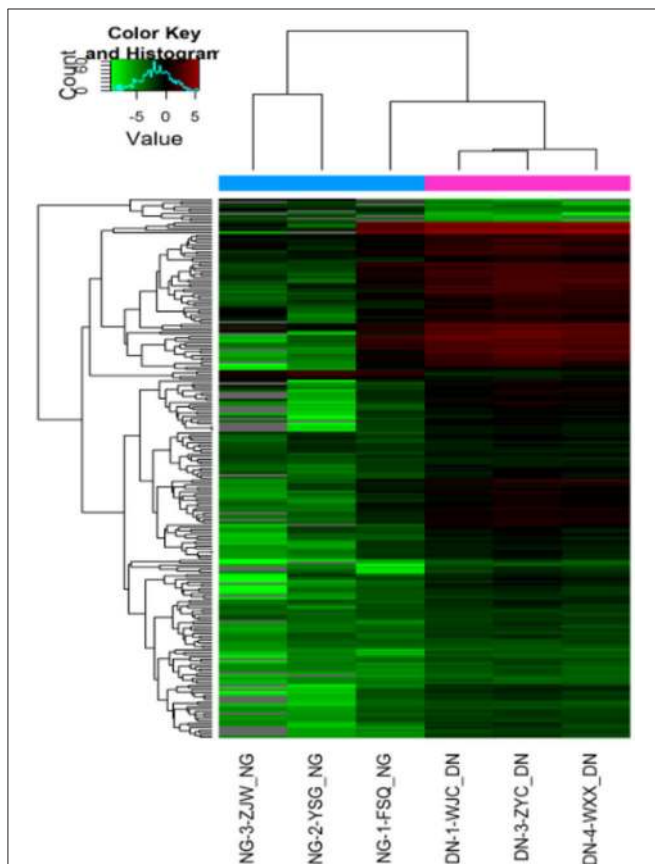 Color Key
and Histogram
Count
0 60
-5 0 5
Value
NG-3-ZJW_NG
NG-2-YSG_NG
NG-1-FSQ_NG
DN-1-WJC_DN
DN-3-ZYC_DN
DN-4-WXX_DN